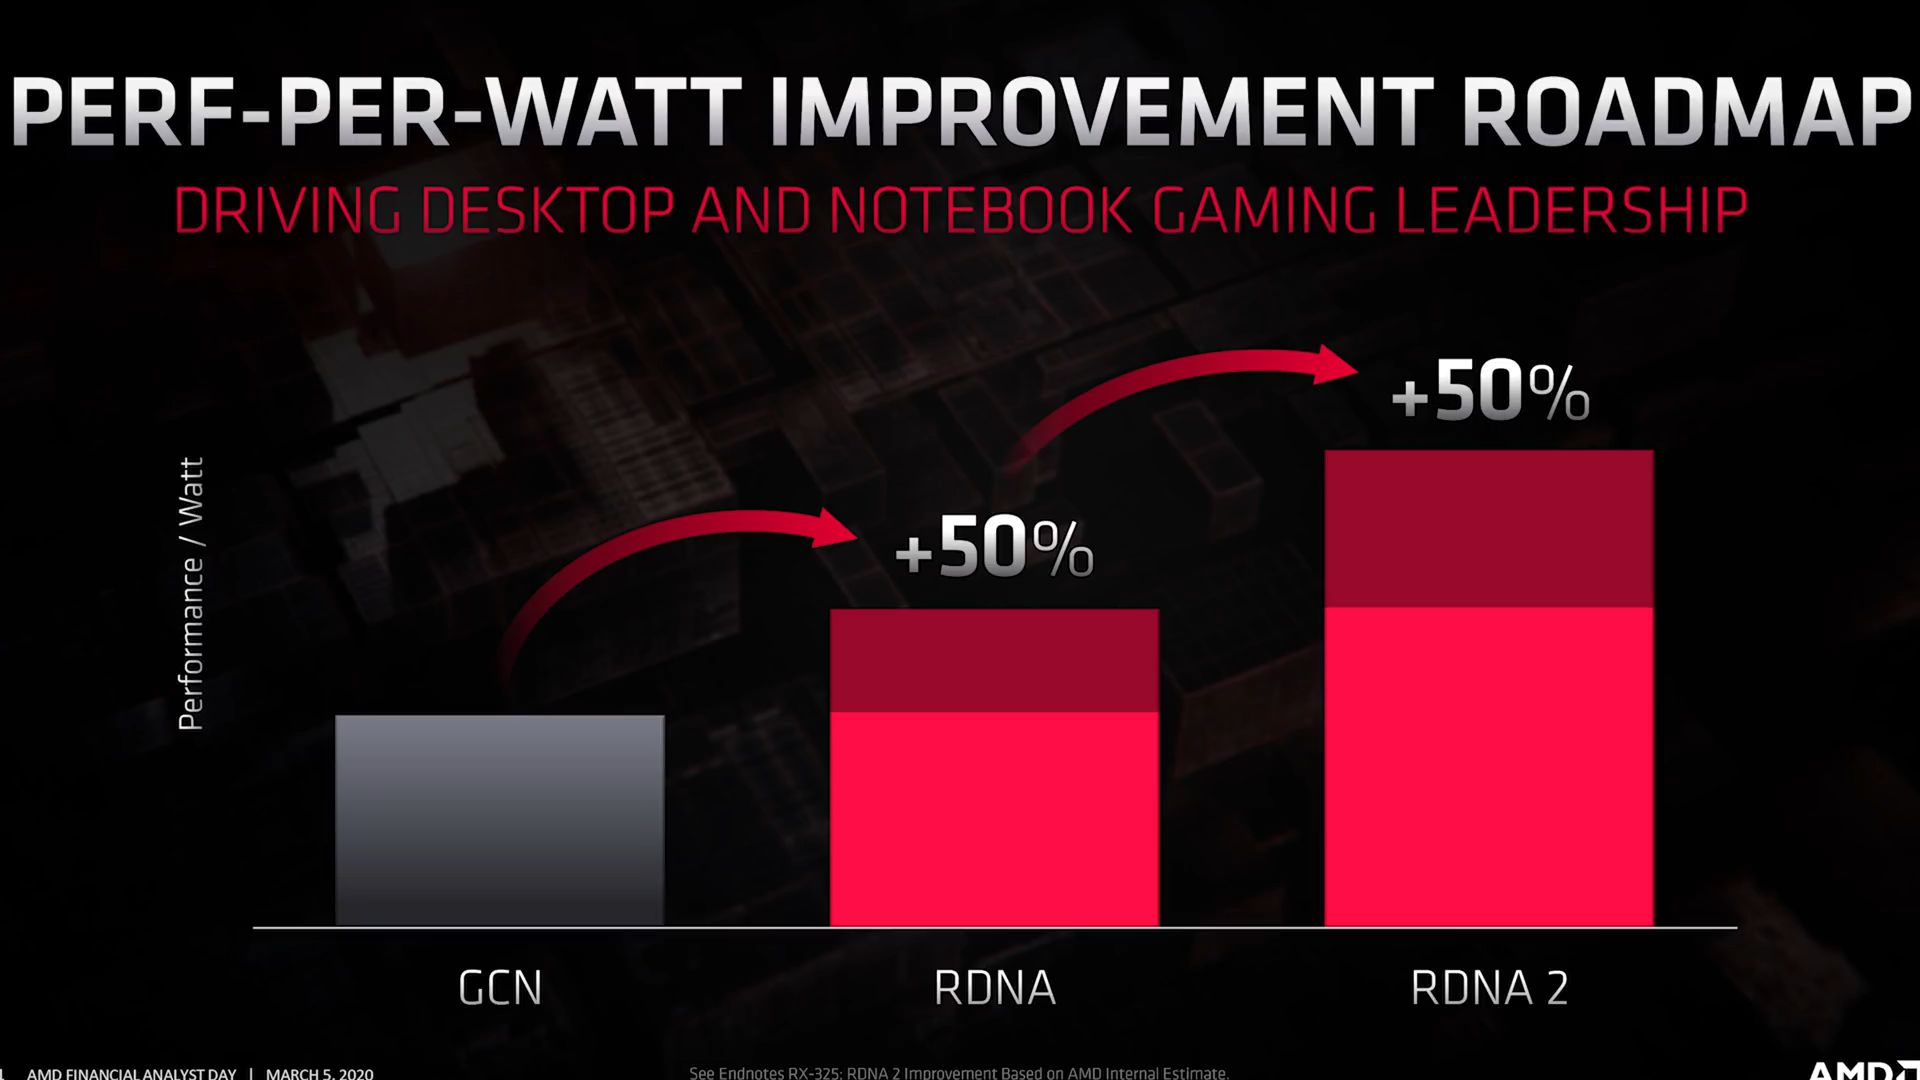 PERF-PER-WATT IMPROVEMENT ROADMAP
DRIVING DESKTOP AND NOTEBOOK GAMING LEADERSHIP
+50%
+50%
Performance / Watt
GCN
RDNA
RDNA 2
AMD FINANCIAL ANALYST DAY | MARCH 5, 2020
See Endnotes RX-325; RDNA 2 Improvement Based on AMD Internal Estimate.
AMD